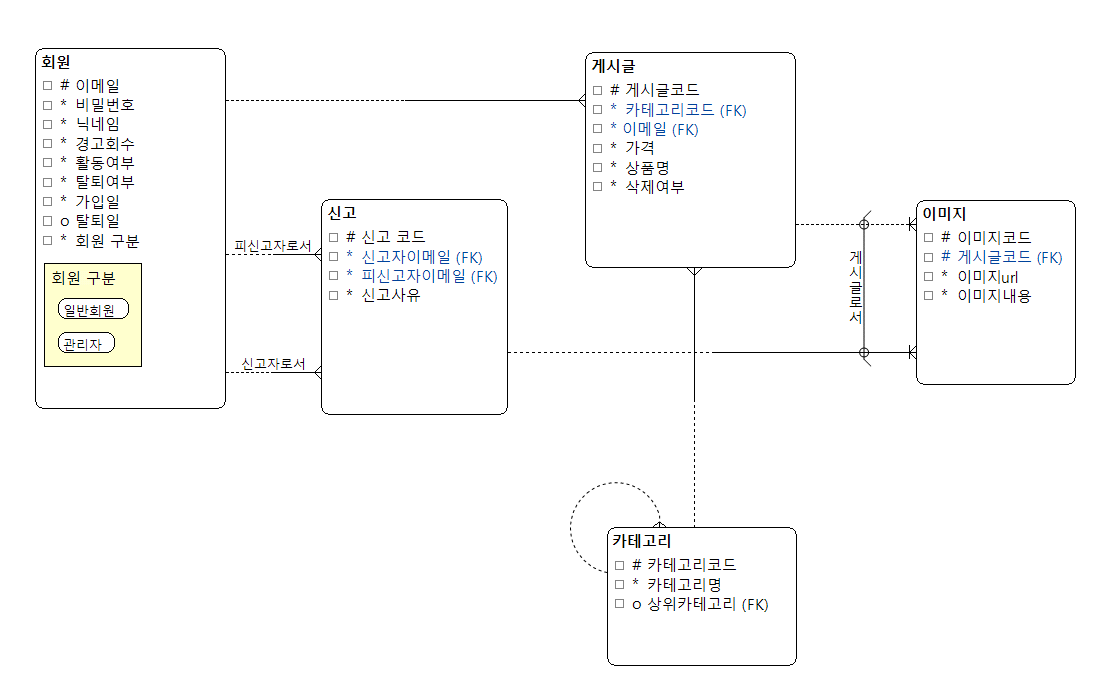 회원
# 이메일
* 비밀번호
* 닉네임
* 경고회수
* 활동여부
* 탈퇴여부
* 가입일
o 탈퇴일
* 회원 구분
회원 구분
일반회원
관리자
피신고자로서
신고자로서
신고
# 신고 코드
* 신고자이메일 (FK)
* 피신고자이메일 (FK)
* 신고사유
게시글
# 게시글코드
* 카테고리코드 (FK)
* 이메일 (FK)
* 가격
* 상품명
* 삭제여부
게시글로서
이미지
# 이미지코드
# 게시글코드 (FK)
* 이미지url
* 이미지내용
카테고리
# 카테고리코드
* 카테고리명
o 상위카테고리 (FK)